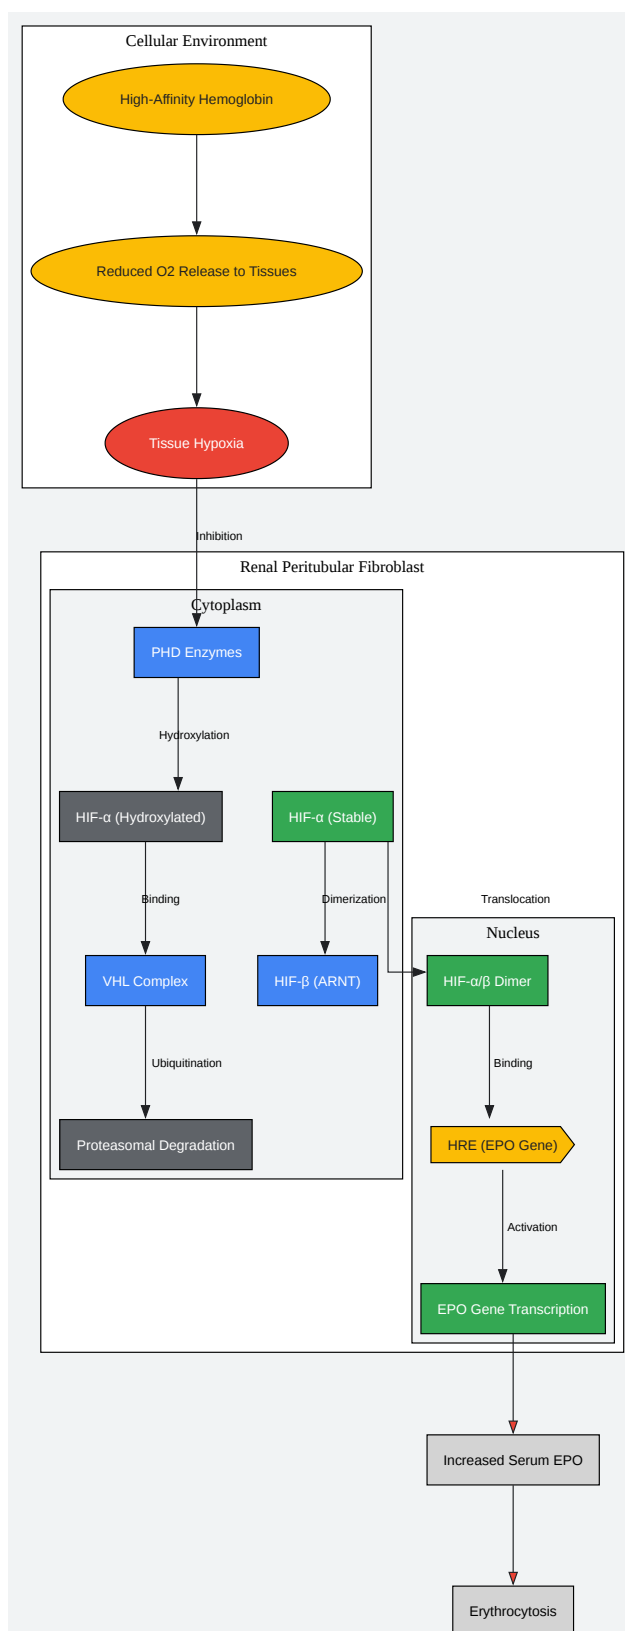 Cellular Environment
High-Affinity Hemoglobin
Reduced O2 Release to Tissues
Tissue Hypoxia
Inhibition
Renal Peritubular Fibroblast
Cytoplasm
PHD Enzymes
Hydroxylation
HIF-α (Hydroxylated)
HIF-α (Stable)
Binding
Dimerization
Translocation
Nucleus
VHL Complex
HIF-β (ARNT)
HIF-α/β Dimer
Ubiquitination
Binding
Proteasomal Degradation
HRE (EPO Gene)
Activation
EPO Gene Transcription
Increased Serum EPO
Erythrocytosis